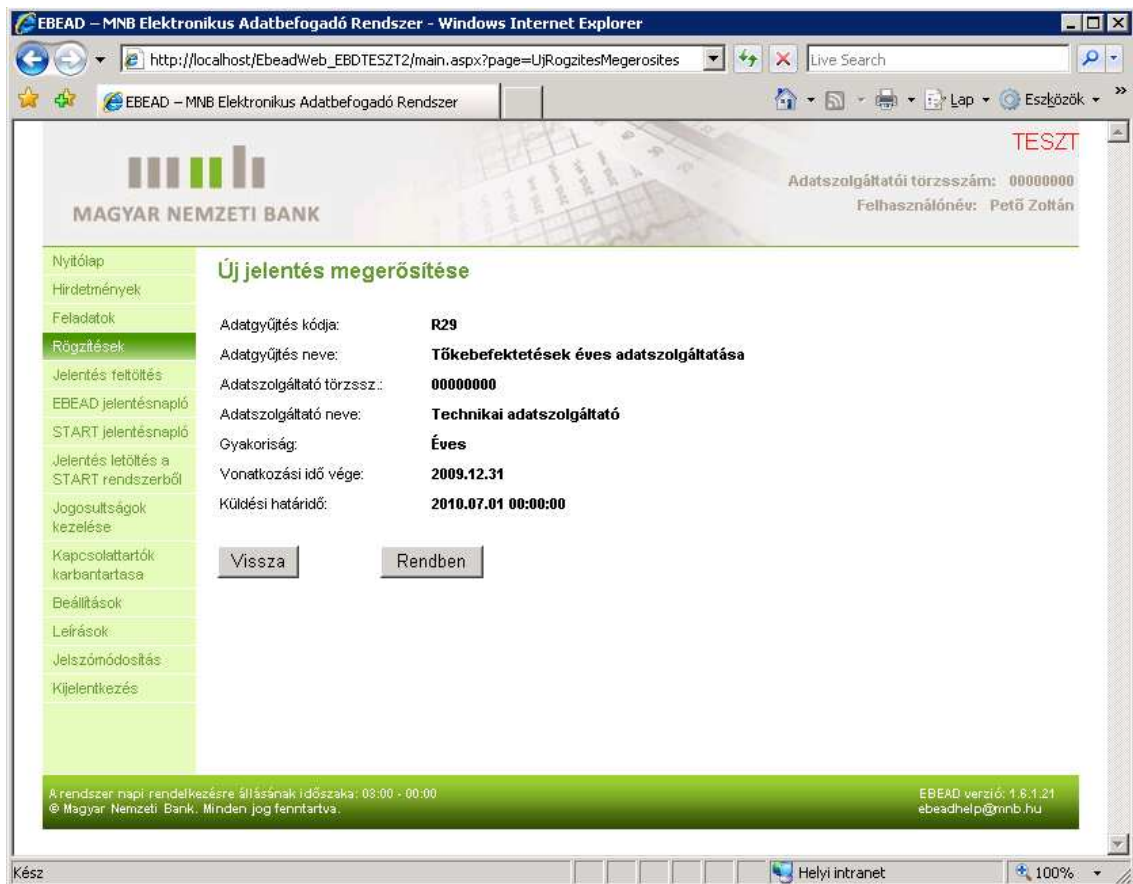 EBEAD – MNB Elektronikus Adatbefogadó Rendszer - Windows Internet Explorer
http://localhost/EbeadWeb_EBDTESZT2/main.aspx?page=UjRogzitesMegerosites
Live Search
EBEAD – MNB Elektronikus Adatbefogadó Rendszer
Lap
Eszközök
TESZT
Adatszolgáltatói törzsszám: 00000000
Felhasználónév: Pető Zoltán
MAGYAR NEMZETI BANK
Nyitólap
Hirdetmények
Feladatok
Rögzítések
Jelentés feltöltés
EBEAD jelentésnapló
START jelentésnapló
Jelentés letöltés a
START rendszerből
Jogosultságok
kezelése
Kapcsolattartók
karbantartasa
Beállítások
Leírások
Jelszómódosítás
Kijelentkezés
Új jelentés megerősítése
Adatgyűjtés kódja: R29
Adatgyűjtés neve: Tőkebefektetések éves adatszolgáltatása
Adatszolgáltató törzssz.: 00000000
Adatszolgáltató neve: Technikai adatszolgáltató
Gyakoriság: Éves
Vonatkozási idő vége: 2009.12.31
Küldési határidő: 2010.07.01 00:00:00
Vissza
Rendben
A rendszer napi rendelkezésre állásának időszaka: 08:00 - 00:00
© Magyar Nemzeti Bank. Minden jog fenntartva.
EBEAD verzió: 1.6.1.21
ebeadhelp@mnb.hu
Kész
Helyi intranet
100%